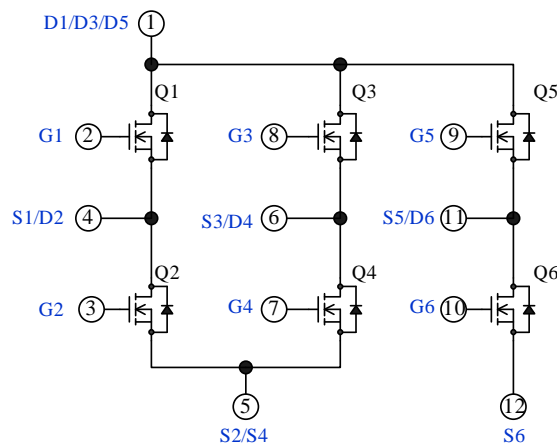 D1/D3/D5
1
Q1 Q3 Q5
G1 2 G3 8 G5 9
S1/D2 4 S3/D4 6 S5/D6 11
Q2 Q4 Q6
G2 3 G4 7 G6 10
5 12
S2/S4 S6